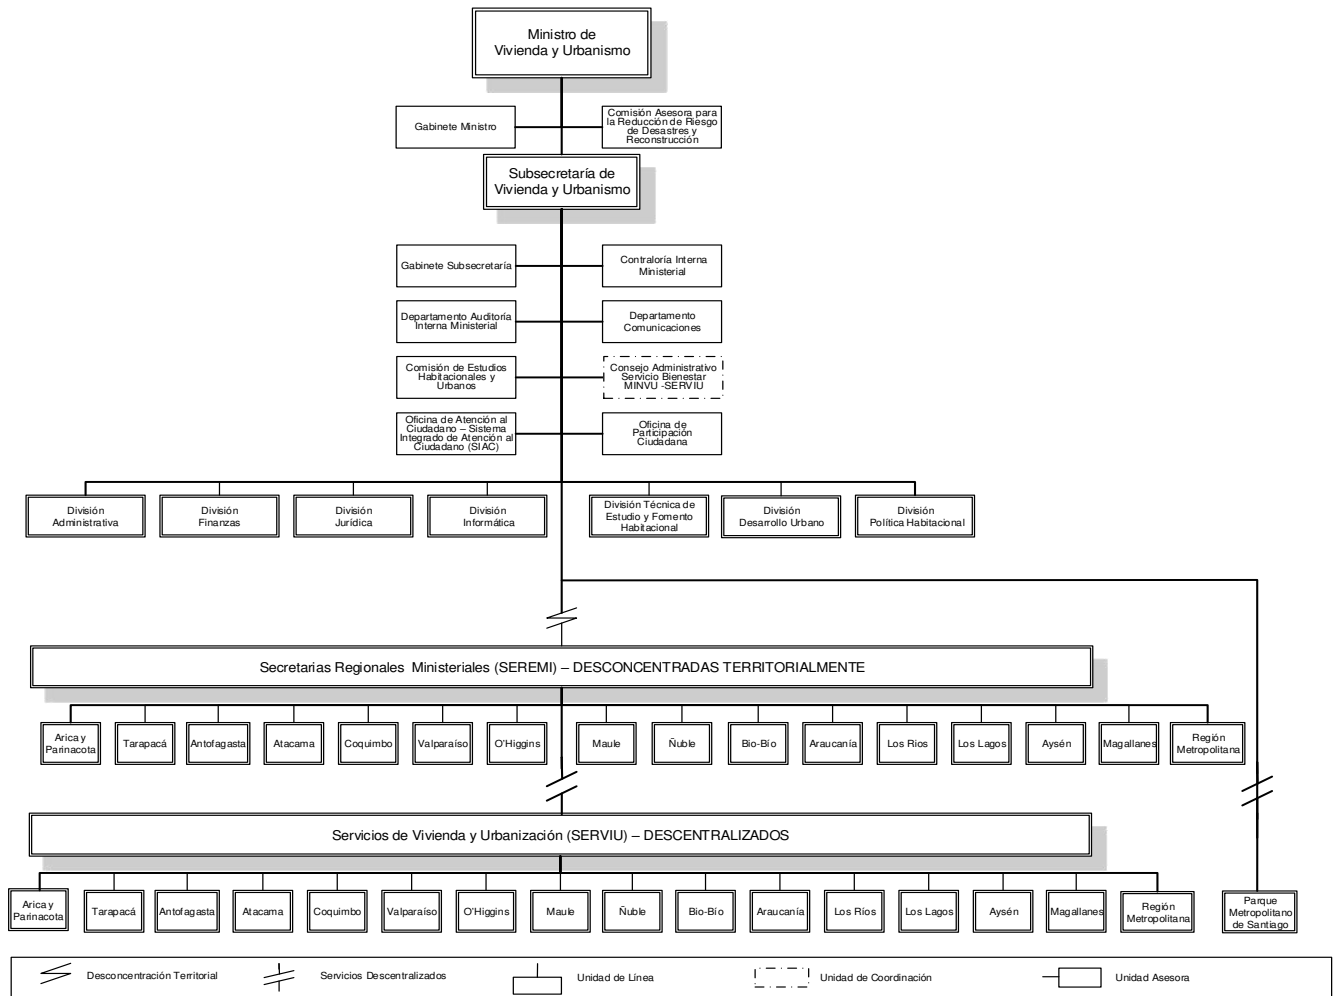 Ministro de
Vivienda y Urbanismo
Gabinete Ministro
Comisión Asesora para
la Reducción de Riesgo
de Desastres y
Reconstrucción
Subsecretaría de
Vivienda y Urbanismo
Gabinete Subsecretaría
Contraloría Interna
Ministerial
Departamento Auditoría
Interna Ministerial
Departamento
Comunicaciones
Comisión de Estudios
Habitacionales y
Urbanos
Consejo Administrativo
Servicio Bienestar
MINVU -SERVIU
Oficina de Atención al
Ciudadano – Sistema
Integrado de Atención al
Ciudadano (SIAC)
Oficina de
Participación
Ciudadana
División
Administrativa
División
Finanzas
División
Jurídica
División
Informática
División Técnica de
Estudio y Fomento
Habitacional
División
Desarrollo Urbano
División
Política Habitacional
Secretarias Regionales Ministeriales (SEREMI) – DESCONCENTRADAS TERRITORIALMENTE
Arica y
Parinacota
Tarapacá
Antofagasta
Atacama
Coquimbo
Valparaíso
O'Higgins
Maule
Ñuble
Bio-Bío
Araucanía
Los Rios
Los Lagos
Aysén
Magallanes
Región
Metropolitana
Servicios de Vivienda y Urbanización (SERVIU) – DESCENTRALIZADOS
Arica y
Parinacota
Tarapacá
Antofagasta
Atacama
Coquimbo
Valparaíso
O'Higgins
Maule
Ñuble
Bio-Bío
Araucanía
Los Ríos
Los Lagos
Aysén
Magallanes
Región
Metropolitana
Parque
Metropolitano
de Santiago
Desconcentración Territorial
Servicios Descentralizados
Unidad de Línea
Unidad de Coordinación
Unidad Asesora